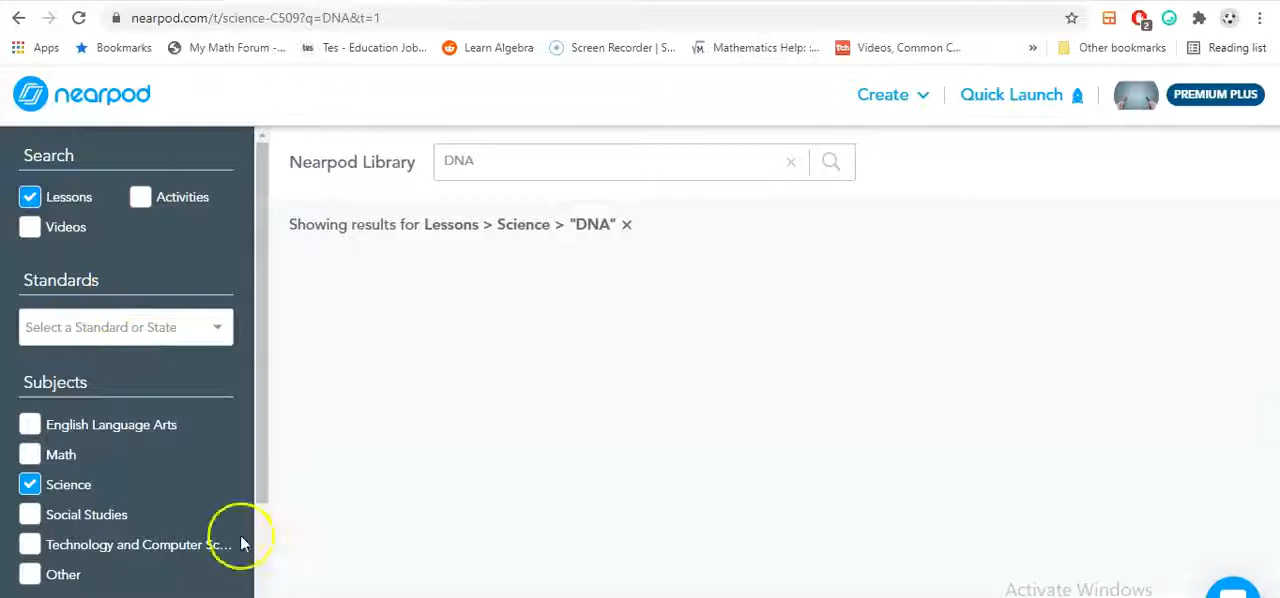 nearpod.com/t/science-C509?q=DNA&t=1
2
Apps
Bookmarks
My Math Forum -...
tes
Tes - Education Job...
Learn Algebra
Screen Recorder | S...
Mathematics Help: ;...
Tch
Videos, Common C...
»
Other bookmarks
Reading list
nearpod
Create
Quick Launch
PREMIUM PLUS
Search
Lessons
Activities
Videos
Standards
Select a Standard or State
Subjects
English Language Arts
Math
Science
Social Studies
Technology and Computer Sc...
Other
Nearpod Library
DNA
Showing results for Lessons > Science > "DNA" ×
Activate Windows